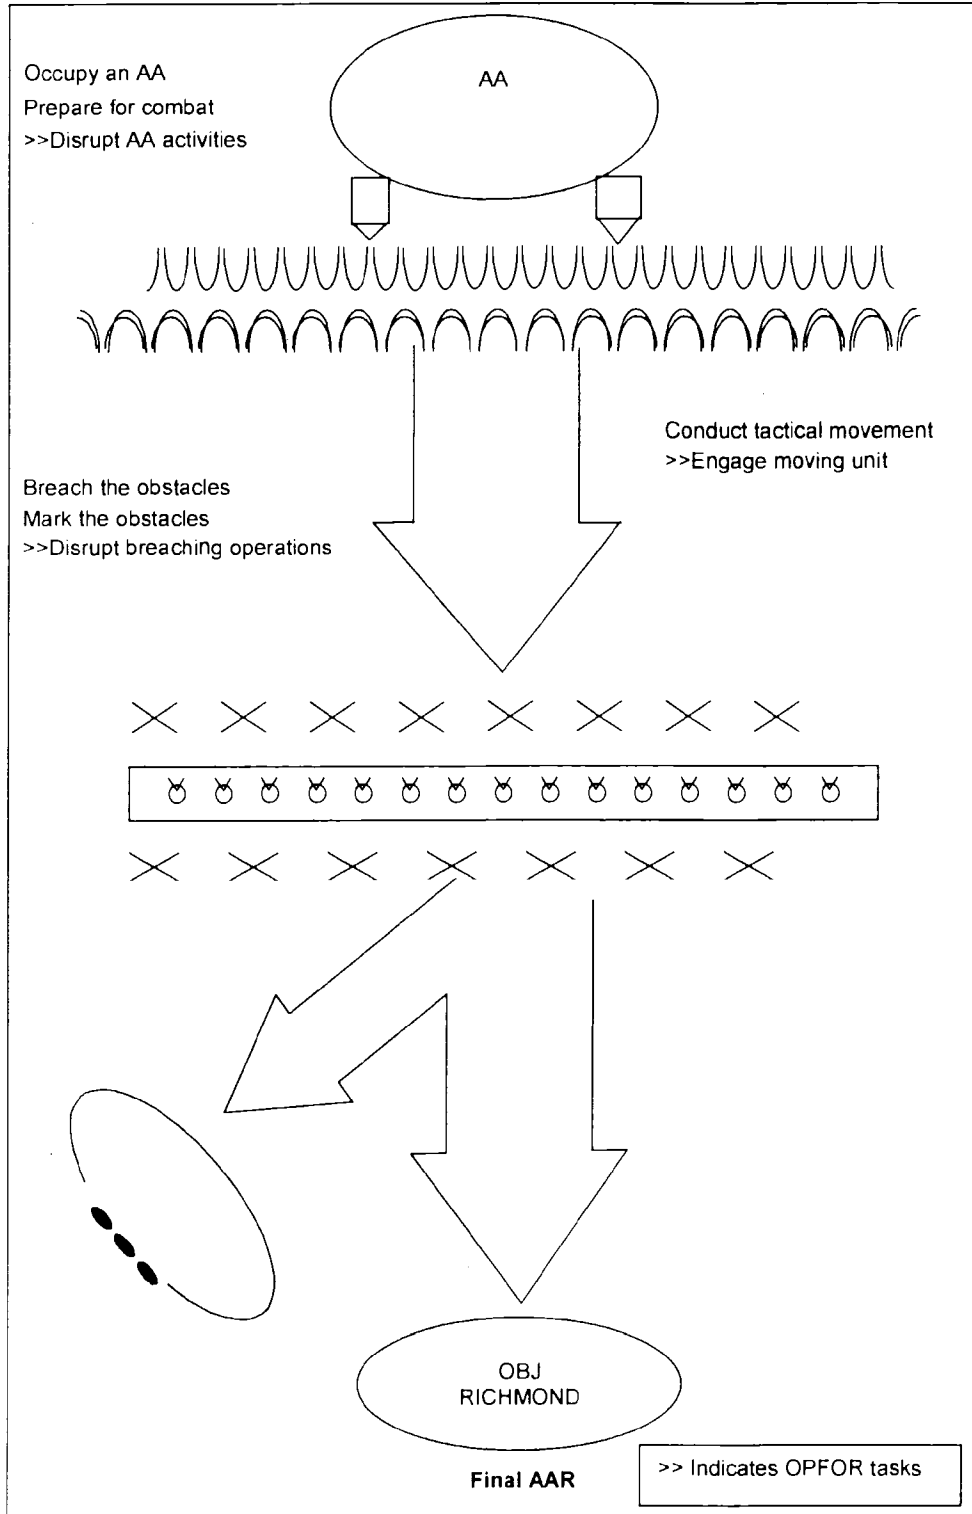 Occupy an AA
Prepare for combat
>>Disrupt AA activities
AA
Conduct tactical movement
>>Engage moving unit
Breach the obstacles
Mark the obstacles
>>Disrupt breaching operations
OBJ
RICHMOND
Final AAR
>> Indicates OPFOR tasks